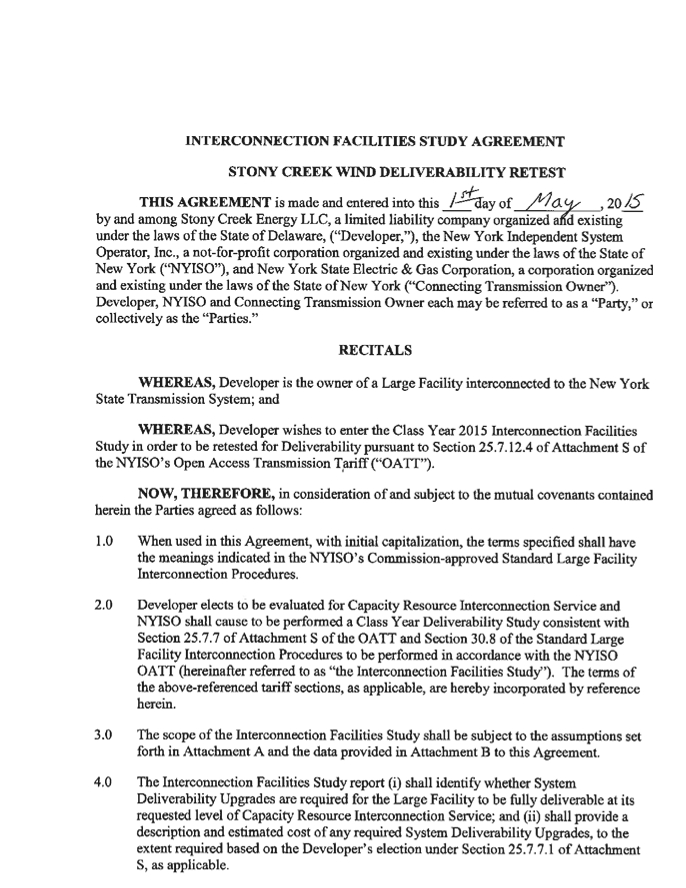 INTERCONNECTION FACILITIES STUDY AGREEMENT
STONY CREEK WIND DELIVERABILITY RETEST
THIS AGREEMENT is made and entered into this 1st day of May, 2015
by and among Stony Creek Energy LLC, a limited liability company organized and existing
under the laws of the State of Delaware, ("Developer,"), the New York Independent System
Operator, Inc., a not-for-profit corporation organized and existing under the laws of the State of
New York ("NYISO"), and New York State Electric & Gas Corporation, a corporation organized
and existing under the laws of the State of New York ("Connecting Transmission Owner").
Developer, NYISO and Connecting Transmission Owner each may be referred to as a "Party," or
collectively as the "Parties."
RECITALS
WHEREAS, Developer is the owner of a Large Facility interconnected to the New York
State Transmission System; and
WHEREAS, Developer wishes to enter the Class Year 2015 Interconnection Facilities
Study in order to be retested for Deliverability pursuant to Section 25.7.12.4 of Attachment S of
the NYISO's Open Access Transmission Tariff ("OATT").
NOW, THEREFORE, in consideration of and subject to the mutual covenants contained
herein the Parties agreed as follows:
1.0 When used in this Agreement, with initial capitalization, the terms specified shall have
the meanings indicated in the NYISO's Commission-approved Standard Large Facility
Interconnection Procedures.
2.0 Developer elects to be evaluated for Capacity Resource Interconnection Service and
NYISO shall cause to be performed a Class Year Deliverability Study consistent with
Section 25.7.7 of Attachment S of the OATT and Section 30.8 of the Standard Large
Facility Interconnection Procedures to be performed in accordance with the NYISO
OATT (hereinafter referred to as "the Interconnection Facilities Study"). The terms of
the above-referenced tariff sections, as applicable, are hereby incorporated by reference
herein.
3.0 The scope of the Interconnection Facilities Study shall be subject to the assumptions set
forth in Attachment A and the data provided in Attachment B to this Agreement.
4.0 The Interconnection Facilities Study report (i) shall identify whether System
Deliverability Upgrades are required for the Large Facility to be fully deliverable at its
requested level of Capacity Resource Interconnection Service; and (ii) shall provide a
description and estimated cost of any required System Deliverability Upgrades, to the
extent required based on the Developer's election under Section 25.7.7.1 of Attachment
S, as applicable.